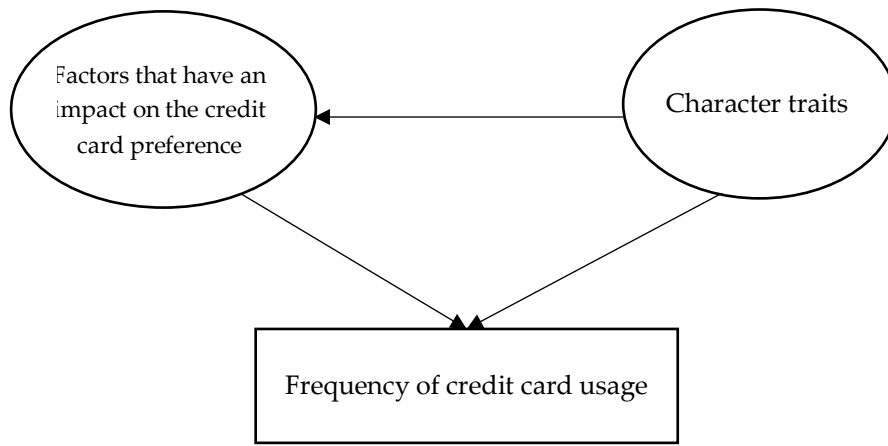 Factors that have an
impact on the credit
card preference
Character traits
Frequency of credit card usage